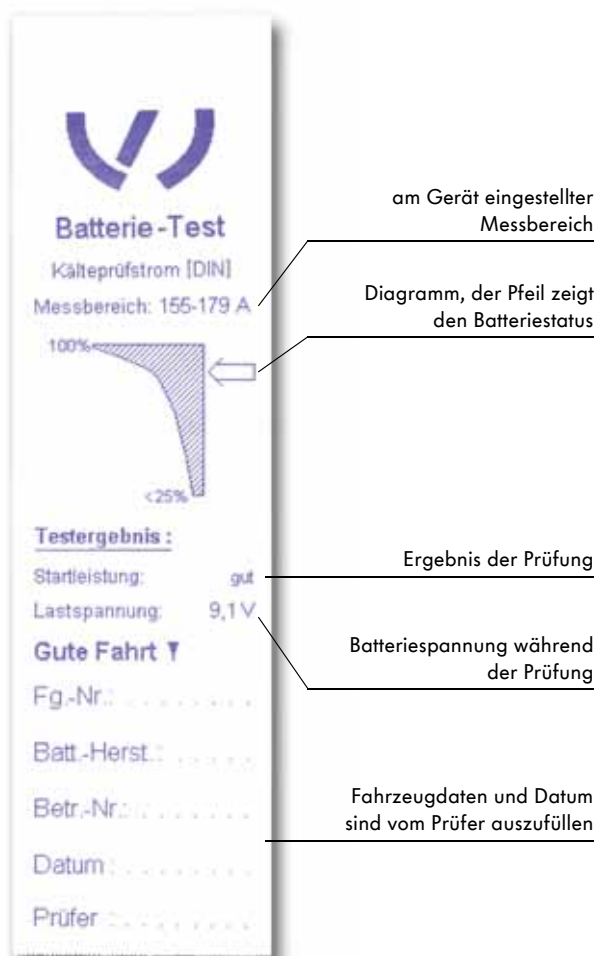 Batterie-Test
Kälteprüfstrom [DIN]
Messbereich: 155-179 A
100%
<25%
Testergebnis :
Startleistung: gut
Lastspannung: 9,1 V
Gute Fahrt
Fg.-Nr.: . . . . . . . .
Batt.-Herst.: . . . . .
Betr.-Nr.: . . . . . . .
Datum : . . . . . . . .
Prüfer : . . . . . . . .
am Gerät eingestellter
Messbereich
Diagramm, der Pfeil zeigt
den Batteriestatus
Ergebnis der Prüfung
Batteriespannung während
der Prüfung
Fahrzeugdaten und Datum
sind vom Prüfer auszufüllen